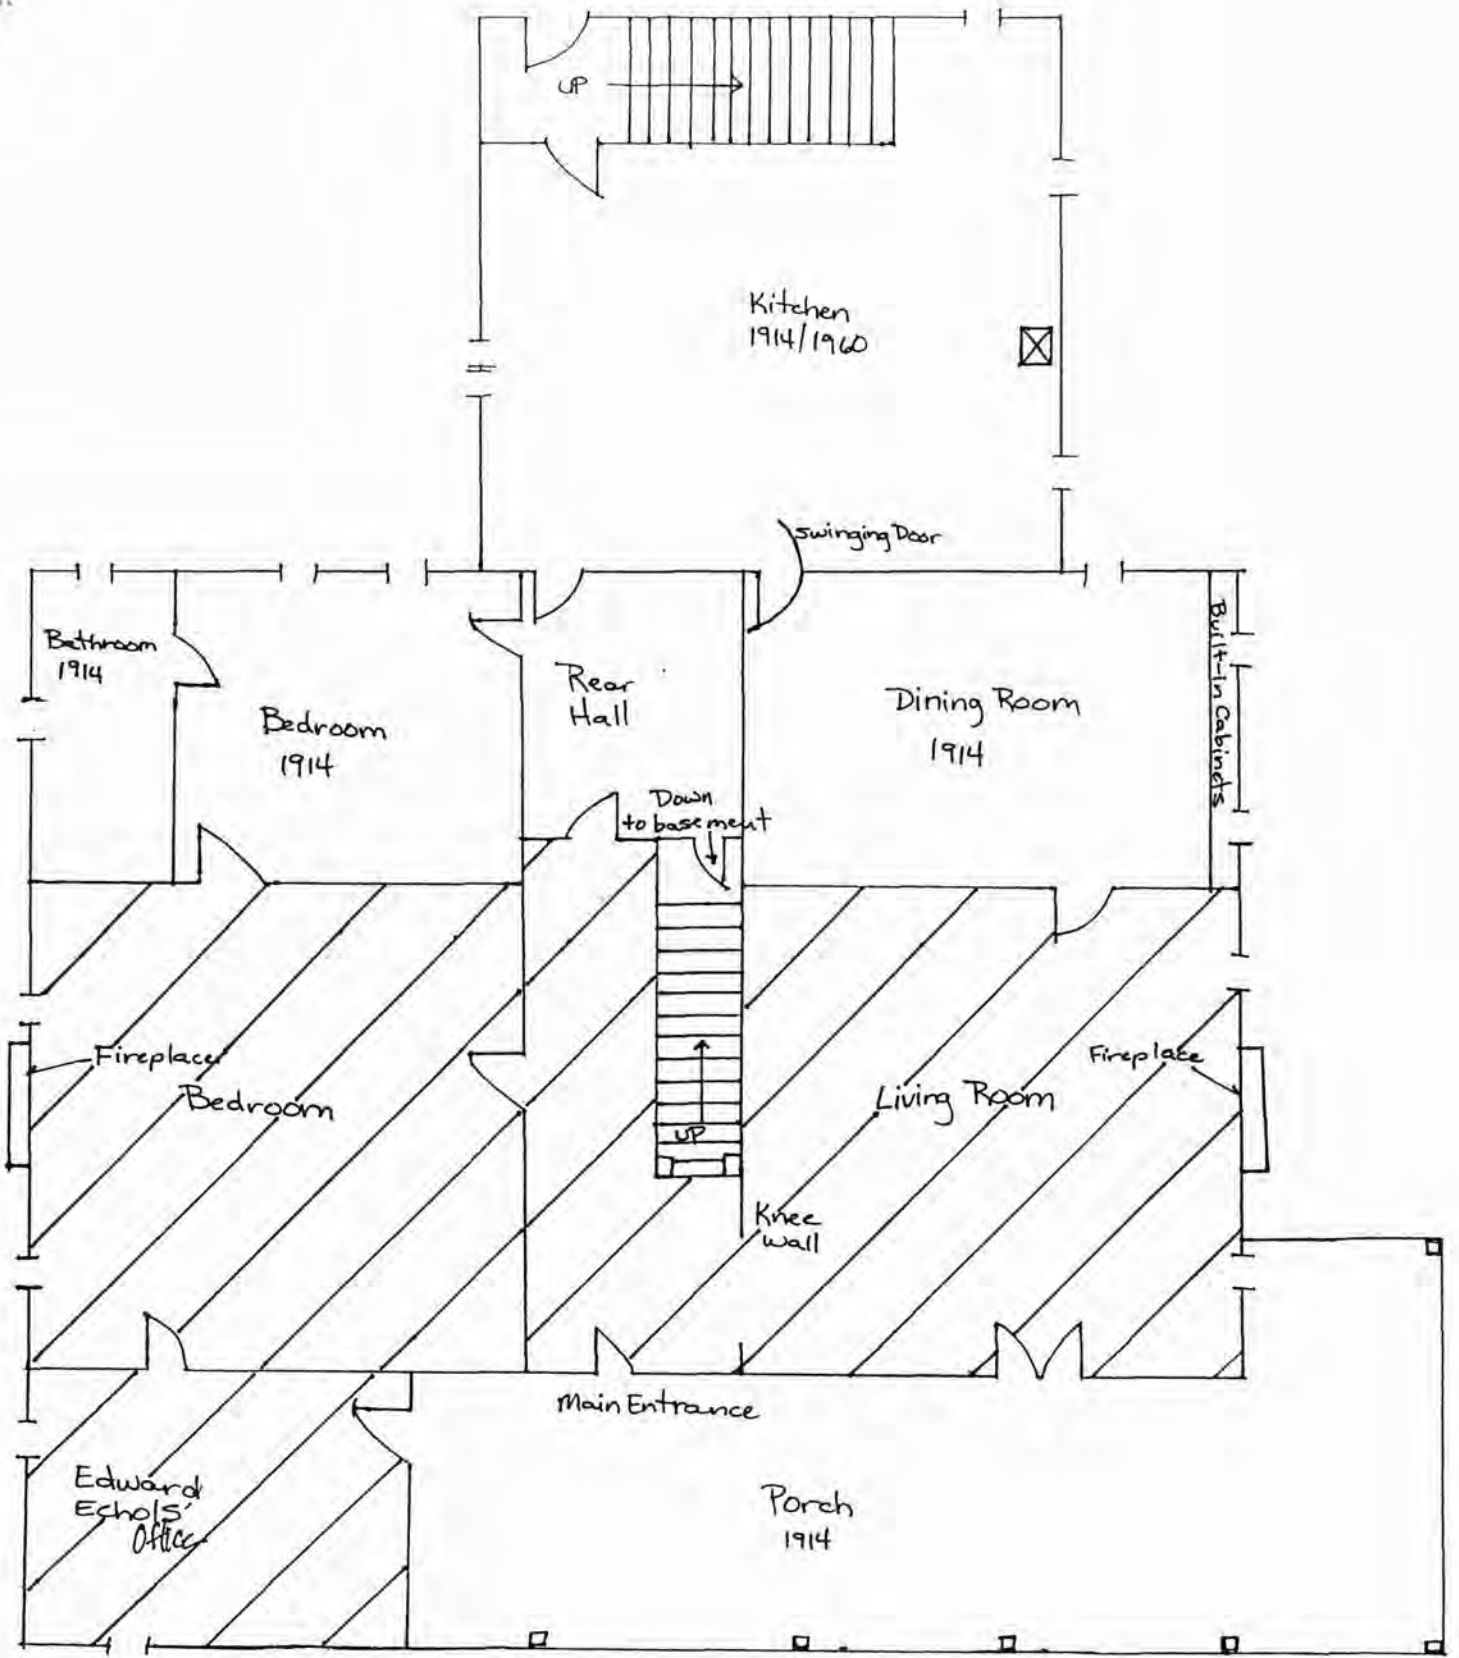 UP
Kitchen
1914/1960
swinging Door
Bathroom
1914
Bedroom
1914
Rear
Hall
Dining Room
1914
Built-in Cabinets
Down
to basement
Fireplace
Bedroom
Fireplace
Living Room
UP
Knee
wall
Main Entrance
Edward
Echols'
Office
Porch
1914